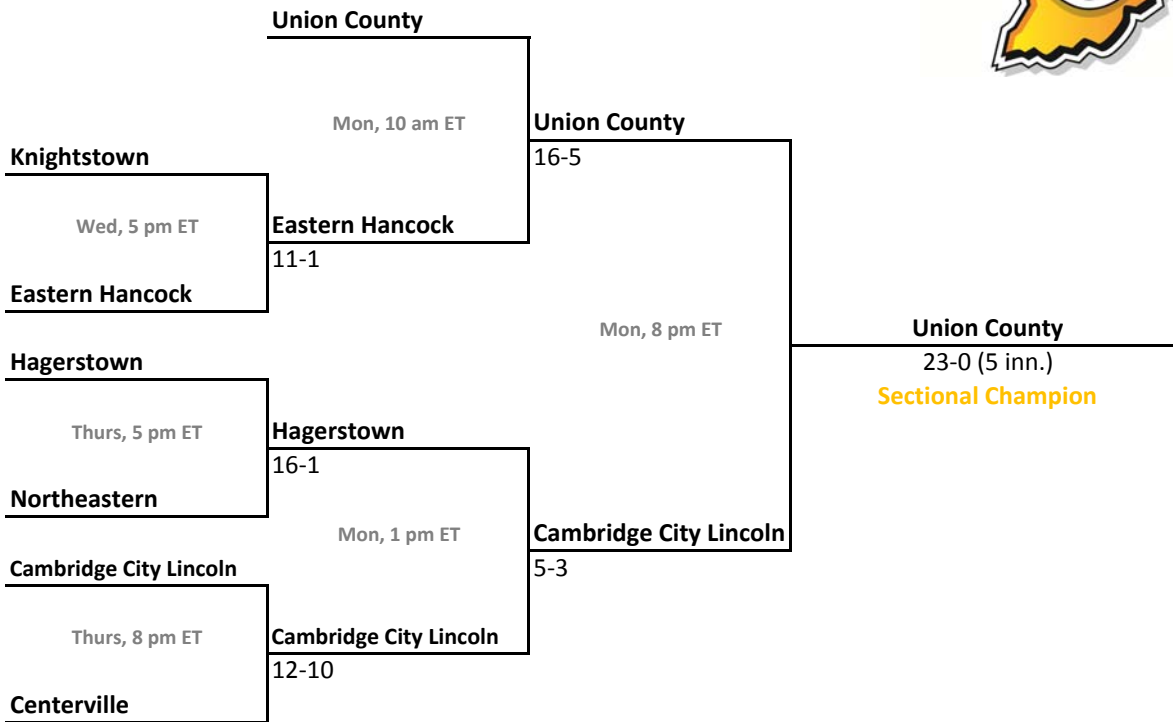 Union County
Mon, 10 am ET
Union County
Knightstown
16-5
Wed, 5 pm ET
Eastern Hancock
11-1
Eastern Hancock
Mon, 8 pm ET
Union County
Hagerstown
23-0 (5 inn.)
Sectional Champion
Thurs, 5 pm ET
Hagerstown
16-1
Northeastern
Mon, 1 pm ET
Cambridge City Lincoln
Cambridge City Lincoln
5-3
Thurs, 8 pm ET
Cambridge City Lincoln
12-10
Centerville